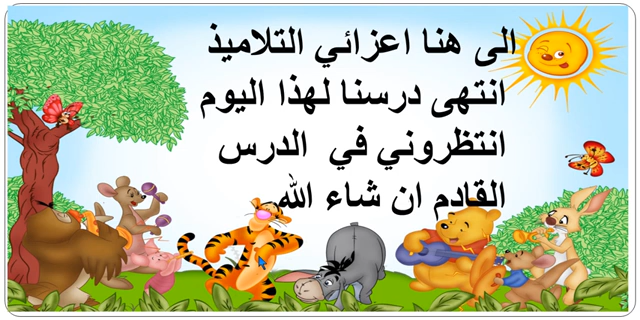 الى هنا اعزائي التلاميذ
انتهى درسنا لهذا اليوم
انتظروني في الدرس
القادم ان شاء الله